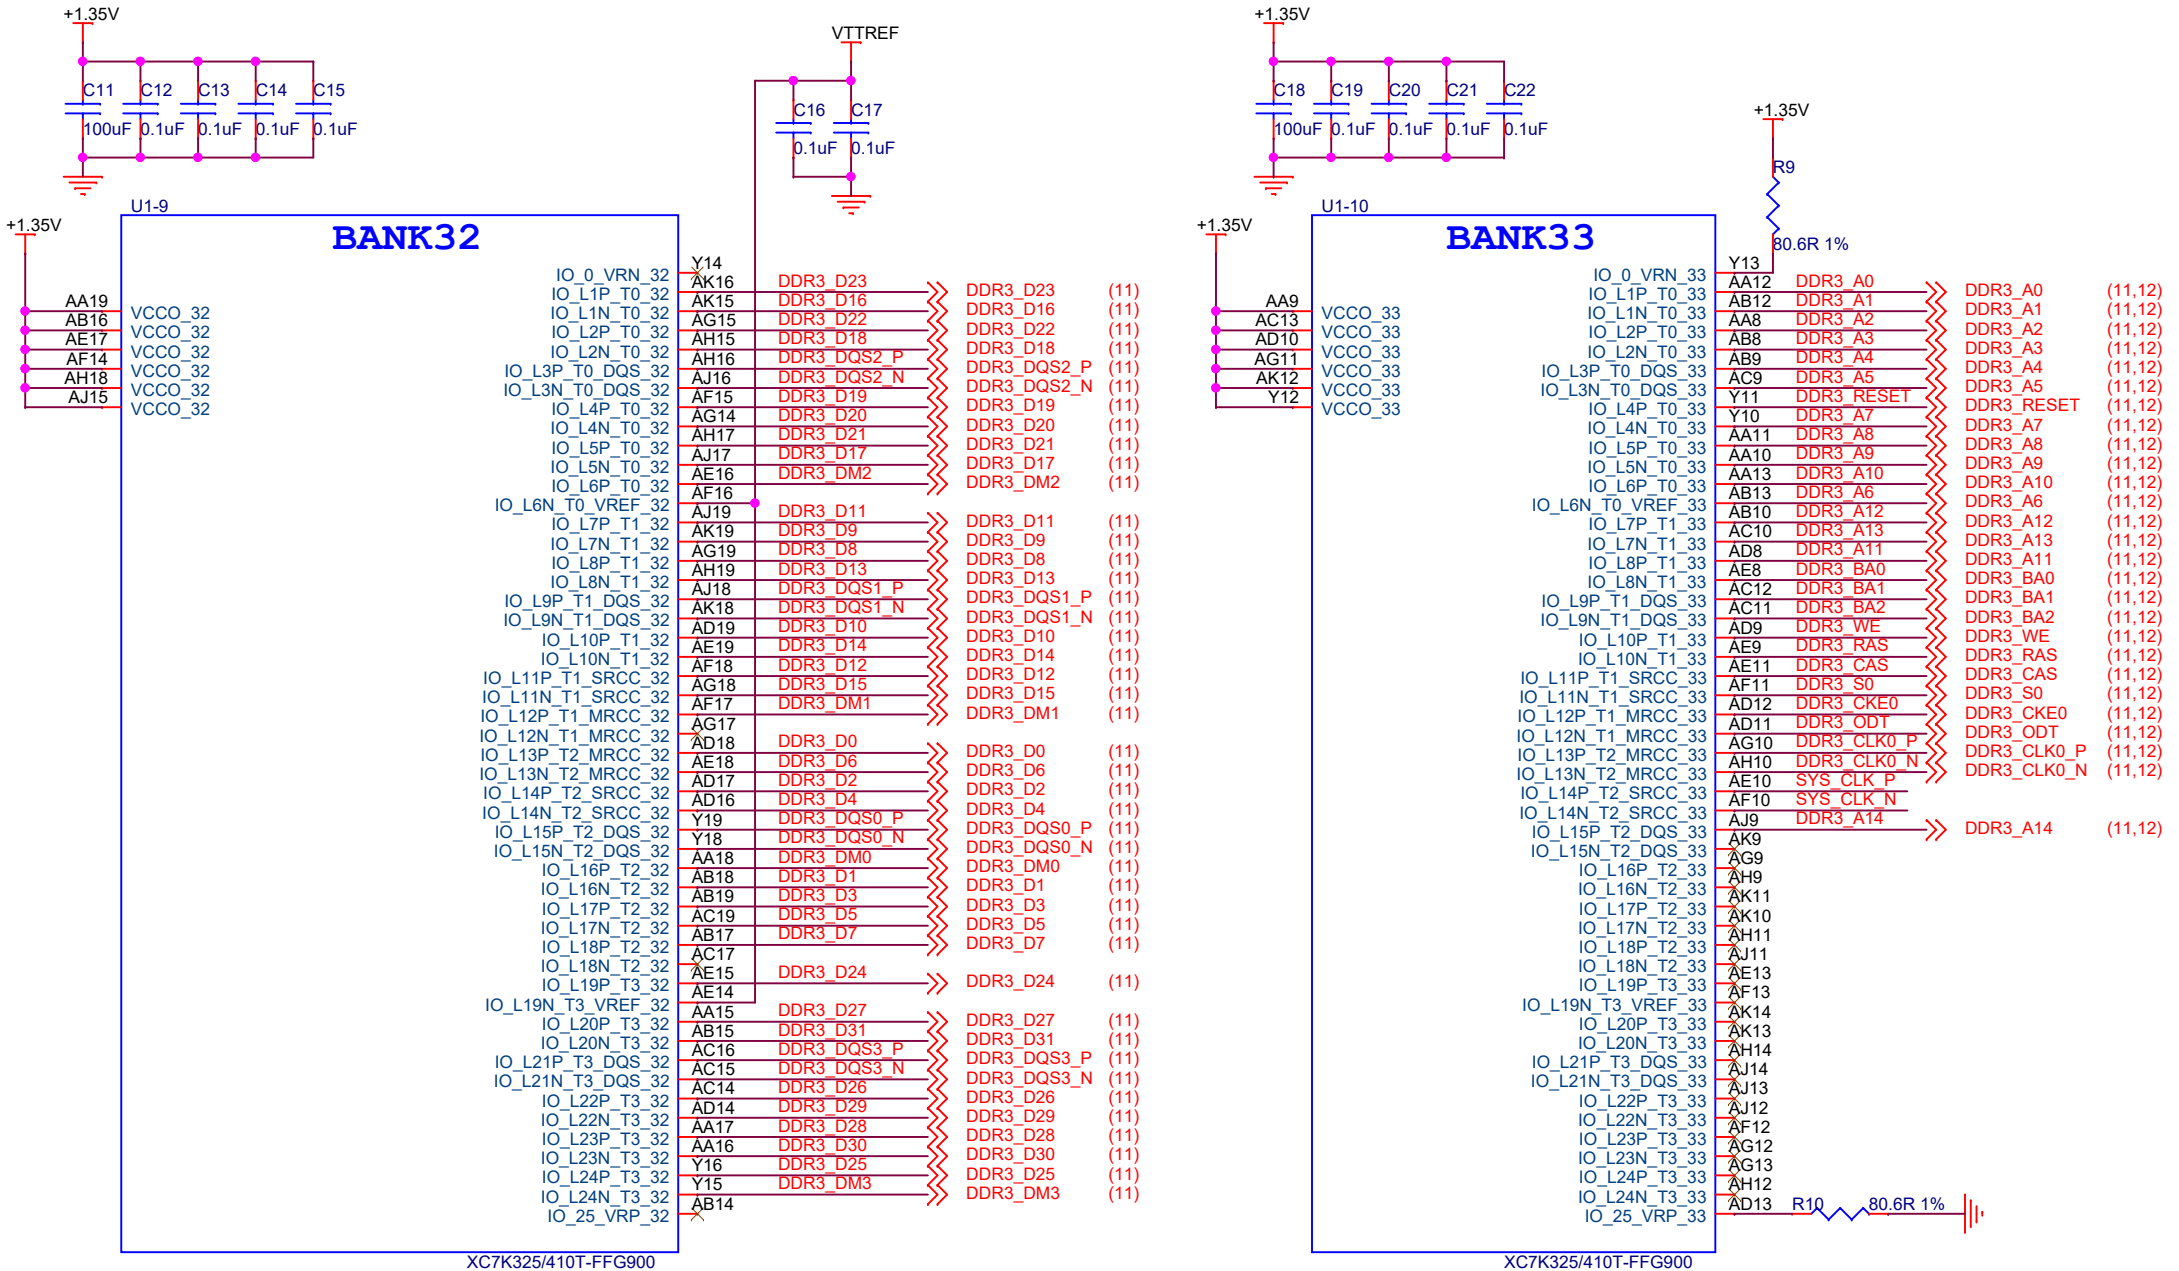 +1.35V
C11 C12 C13 C14 C15
100uF 0.1uF 0.1uF 0.1uF 0.1uF
VTTREF
C16 C17
0.1uF 0.1uF
U1-9
BANK32
+1.35V
AA19 VCCO_32
AB16 VCCO_32
AE17 VCCO_32
AF14 VCCO_32
AH18 VCCO_32
AJ15 VCCO_32
IO_0_VRN_32 Y14
IO_L1P_T0_32 AK16 DDR3_D23 DDR3_D23 (11)
IO_L1N_T0_32 AK15 DDR3_D16 DDR3_D16 (11)
IO_L2P_T0_32 AG15 DDR3_D22 DDR3_D22 (11)
IO_L2N_T0_32 AH15 DDR3_D18 DDR3_D18 (11)
IO_L3P_T0_DQS_32 AH16 DDR3_DQS2_P DDR3_DQS2_P (11)
IO_L3N_T0_DQS_32 AJ16 DDR3_DQS2_N DDR3_DQS2_N (11)
IO_L4P_T0_32 AF15 DDR3_D19 DDR3_D19 (11)
IO_L4N_T0_32 AG14 DDR3_D20 DDR3_D20 (11)
IO_L5P_T0_32 AH17 DDR3_D21 DDR3_D21 (11)
IO_L5N_T0_32 AJ17 DDR3_D17 DDR3_D17 (11)
IO_L6P_T0_32 AE16 DDR3_DM2 DDR3_DM2 (11)
IO_L6N_T0_VREF_32 AF16
IO_L7P_T1_32 AJ19 DDR3_D11 DDR3_D11 (11)
IO_L7N_T1_32 AK19 DDR3_D9 DDR3_D9 (11)
IO_L8P_T1_32 AG19 DDR3_D8 DDR3_D8 (11)
IO_L8N_T1_32 AH19 DDR3_D13 DDR3_D13 (11)
IO_L9P_T1_DQS_32 AJ18 DDR3_DQS1_P DDR3_DQS1_P (11)
IO_L9N_T1_DQS_32 AK18 DDR3_DQS1_N DDR3_DQS1_N (11)
IO_L10P_T1_32 AD19 DDR3_D10 DDR3_D10 (11)
IO_L10N_T1_32 AE19 DDR3_D14 DDR3_D14 (11)
IO_L11P_T1_SRCC_32 AF18 DDR3_D12 DDR3_D12 (11)
IO_L11N_T1_SRCC_32 AG18 DDR3_D15 DDR3_D15 (11)
IO_L12P_T1_MRCC_32 AF17 DDR3_DM1 DDR3_DM1 (11)
IO_L12N_T1_MRCC_32 AG17
IO_L13P_T2_MRCC_32 AD18 DDR3_D0 DDR3_D0 (11)
IO_L13N_T2_MRCC_32 AE18 DDR3_D6 DDR3_D6 (11)
IO_L14P_T2_SRCC_32 AD17 DDR3_D2 DDR3_D2 (11)
IO_L14N_T2_SRCC_32 AD16 DDR3_D4 DDR3_D4 (11)
IO_L15P_T2_DQS_32 Y19 DDR3_DQS0_P DDR3_DQS0_P (11)
IO_L15N_T2_DQS_32 Y18 DDR3_DQS0_N DDR3_DQS0_N (11)
IO_L16P_T2_32 AA18 DDR3_DM0 DDR3_DM0 (11)
IO_L16N_T2_32 AB18 DDR3_D1 DDR3_D1 (11)
IO_L17P_T2_32 AB19 DDR3_D3 DDR3_D3 (11)
IO_L17N_T2_32 AC19 DDR3_D5 DDR3_D5 (11)
IO_L18P_T2_32 AB17 DDR3_D7 DDR3_D7 (11)
IO_L18N_T2_32 AC17
IO_L19P_T3_32 AE15 DDR3_D24 DDR3_D24 (11)
IO_L19N_T3_VREF_32 AE14
IO_L20P_T3_32 AA15 DDR3_D27 DDR3_D27 (11)
IO_L20N_T3_32 AB15 DDR3_D31 DDR3_D31 (11)
IO_L21P_T3_DQS_32 AC16 DDR3_DQS3_P DDR3_DQS3_P (11)
IO_L21N_T3_DQS_32 AC15 DDR3_DQS3_N DDR3_DQS3_N (11)
IO_L22P_T3_32 AC14 DDR3_D26 DDR3_D26 (11)
IO_L22N_T3_32 AD14 DDR3_D29 DDR3_D29 (11)
IO_L23P_T3_32 AA17 DDR3_D28 DDR3_D28 (11)
IO_L23N_T3_32 AA16 DDR3_D30 DDR3_D30 (11)
IO_L24P_T3_32 Y16 DDR3_D25 DDR3_D25 (11)
IO_L24N_T3_32 Y15 DDR3_DM3 DDR3_DM3 (11)
IO_25_VRP_32 AB14
XC7K325/410T-FFG900
+1.35V
C18 C19 C20 C21 C22
100uF 0.1uF 0.1uF 0.1uF 0.1uF
+1.35V
R9
80.6R 1%
U1-10
BANK33
+1.35V
AA9 VCCO_33
AC13 VCCO_33
AD10 VCCO_33
AG11 VCCO_33
AK12 VCCO_33
Y12 VCCO_33
IO_0_VRN_33 Y13
IO_L1P_T0_33 AA12 DDR3_A0 DDR3_A0 (11,12)
IO_L1N_T0_33 AB12 DDR3_A1 DDR3_A1 (11,12)
IO_L2P_T0_33 AA8 DDR3_A2 DDR3_A2 (11,12)
IO_L2N_T0_33 AB8 DDR3_A3 DDR3_A3 (11,12)
IO_L3P_T0_DQS_33 AB9 DDR3_A4 DDR3_A4 (11,12)
IO_L3N_T0_DQS_33 AC9 DDR3_A5 DDR3_A5 (11,12)
IO_L4P_T0_33 Y11 DDR3_RESET DDR3_RESET (11,12)
IO_L4N_T0_33 Y10 DDR3_A7 DDR3_A7 (11,12)
IO_L5P_T0_33 AA11 DDR3_A8 DDR3_A8 (11,12)
IO_L5N_T0_33 AA10 DDR3_A9 DDR3_A9 (11,12)
IO_L6P_T0_33 AA13 DDR3_A10 DDR3_A10 (11,12)
IO_L6N_T0_VREF_33 AB13 DDR3_A6 DDR3_A6 (11,12)
IO_L7P_T1_33 AB10 DDR3_A12 DDR3_A12 (11,12)
IO_L7N_T1_33 AC10 DDR3_A13 DDR3_A13 (11,12)
IO_L8P_T1_33 AD8 DDR3_A11 DDR3_A11 (11,12)
IO_L8N_T1_33 AE8 DDR3_BA0 DDR3_BA0 (11,12)
IO_L9P_T1_DQS_33 AC12 DDR3_BA1 DDR3_BA1 (11,12)
IO_L9N_T1_DQS_33 AC11 DDR3_BA2 DDR3_BA2 (11,12)
IO_L10P_T1_33 AD9 DDR3_WE DDR3_WE (11,12)
IO_L10N_T1_33 AE9 DDR3_RAS DDR3_RAS (11,12)
IO_L11P_T1_SRCC_33 AE11 DDR3_CAS DDR3_CAS (11,12)
IO_L11N_T1_SRCC_33 AF11 DDR3_S0 DDR3_S0 (11,12)
IO_L12P_T1_MRCC_33 AD12 DDR3_CKE0 DDR3_CKE0 (11,12)
IO_L12N_T1_MRCC_33 AD11 DDR3_ODT DDR3_ODT (11,12)
IO_L13P_T2_MRCC_33 AG10 DDR3_CLK0_P DDR3_CLK0_P (11,12)
IO_L13N_T2_MRCC_33 AH10 DDR3_CLK0_N DDR3_CLK0_N (11,12)
IO_L14P_T2_SRCC_33 AE10 SYS_CLK_P
IO_L14N_T2_SRCC_33 AF10 SYS_CLK_N
IO_L15P_T2_DQS_33 AJ9 DDR3_A14 DDR3_A14 (11,12)
IO_L15N_T2_DQS_33 AK9
IO_L16P_T2_33 AG9
IO_L16N_T2_33 AH9
IO_L17P_T2_33 AK11
IO_L17N_T2_33 AK10
IO_L18P_T2_33 AH11
IO_L18N_T2_33 AJ11
IO_L19P_T3_33 AE13
IO_L19N_T3_VREF_33 AF13
IO_L20P_T3_33 AK14
IO_L20N_T3_33 AK13
IO_L21P_T3_DQS_33 AH14
IO_L21N_T3_DQS_33 AJ14
IO_L22P_T3_33 AJ13
IO_L22N_T3_33 AJ12
IO_L23P_T3_33 AF12
IO_L23N_T3_33 AG12
IO_L24P_T3_33 AG13
IO_L24N_T3_33 AH12
IO_25_VRP_33 AD13 R10 80.6R 1%
XC7K325/410T-FFG900